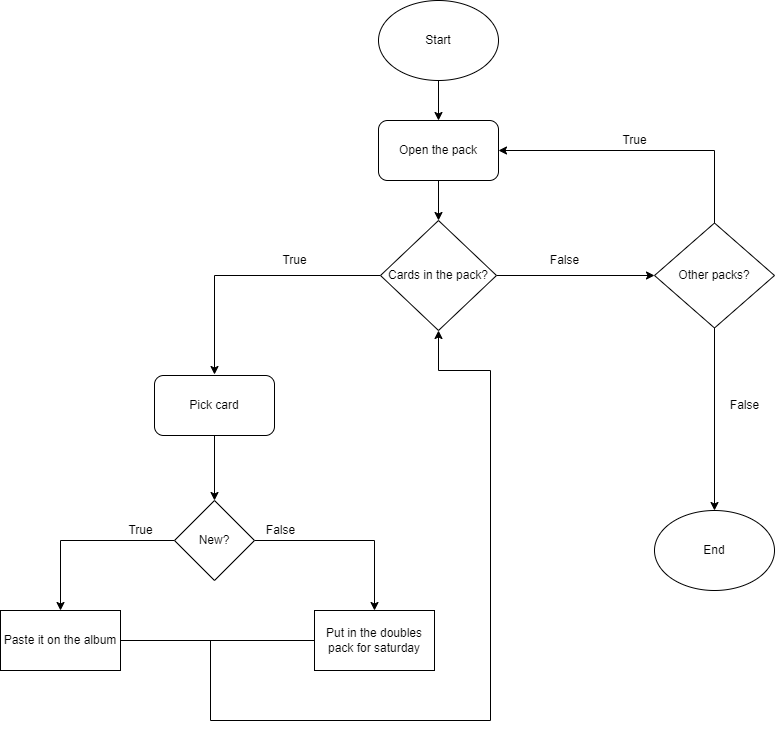 Start
Open the pack
True
Cards in the pack?
True
False
Other packs?
Pick card
False
New?
True
False
End
Paste it on the album
Put in the doubles
pack for saturday